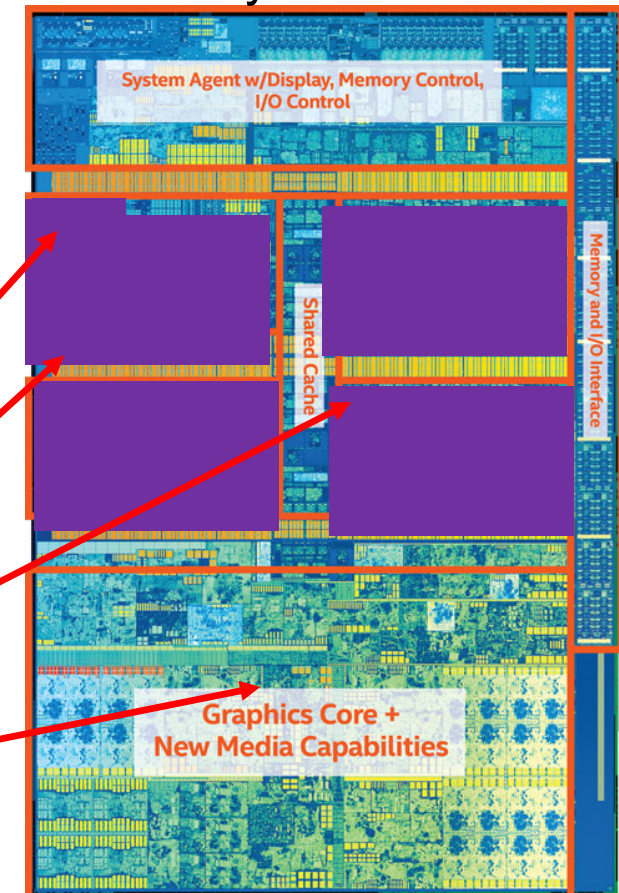 System Agent w/Display, Memory Control,
I/O Control
Shared Cache
Memory and I/O Interface
Graphics Core +
New Media Capabilities